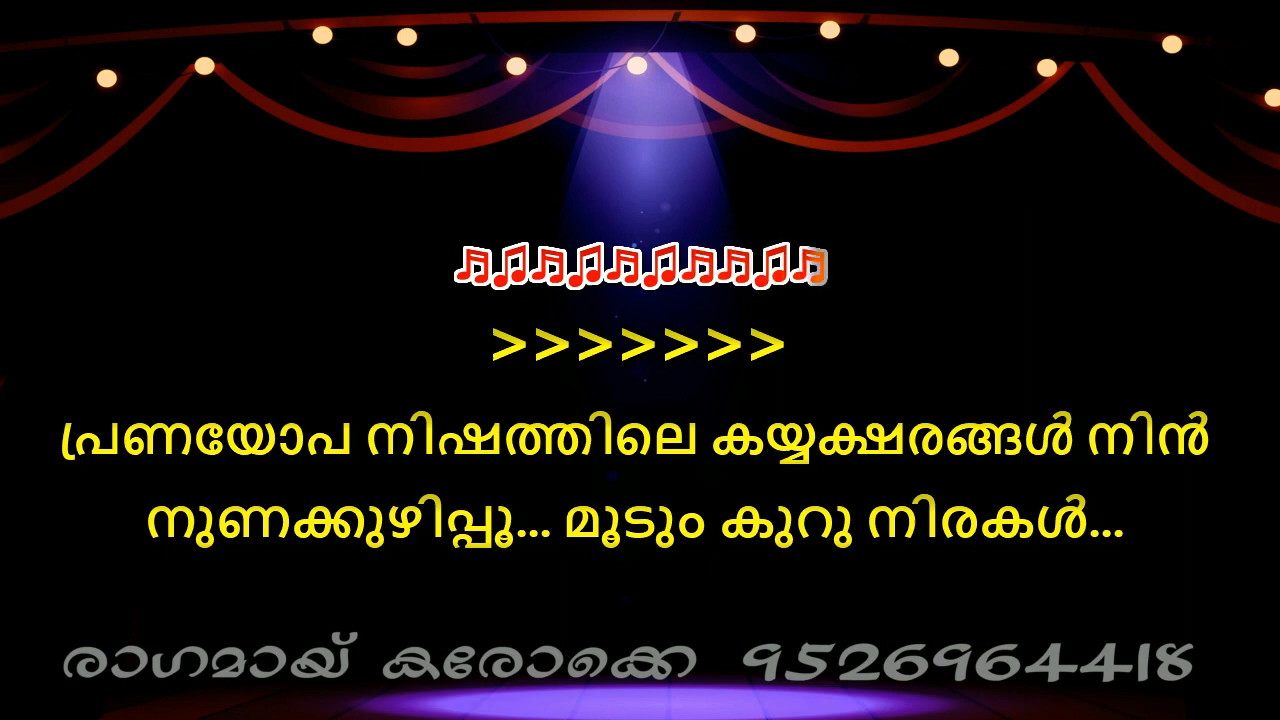 >>>>>>>
പ്രണയോപ നിഷത്തിലെ കയ്യക്ഷരങ്ങൾ നിൻ
നുണക്കുഴിപ്പൂ... മൂടും കുറു നിരകൾ...
രാഗമായ് കരോക്കെ 9526964418